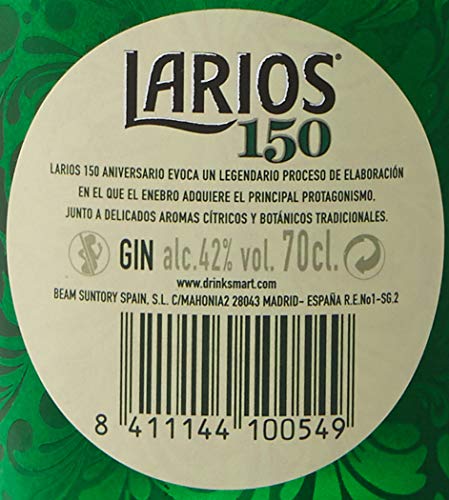 LARIOS®
150
LARIOS 150 ANIVERSARIO EVOCA UN LEGENDARIO PROCESO DE ELABORACIÓN
EN EL QUE EL ENEBRO ADQUIERE EL PRINCIPAL PROTAGONISMO,
JUNTO A DELICADOS AROMAS CÍTRICOS Y BOTÁNICOS TRADICIONALES.
GIN alc.42% vol. 70cl.
www.drinksmart.com
BEAM SUNTORY SPAIN, S.L. C/MAHONIA2 28043 MADRID- ESPAÑA R.E.No1-SG.2
8 411144 100549